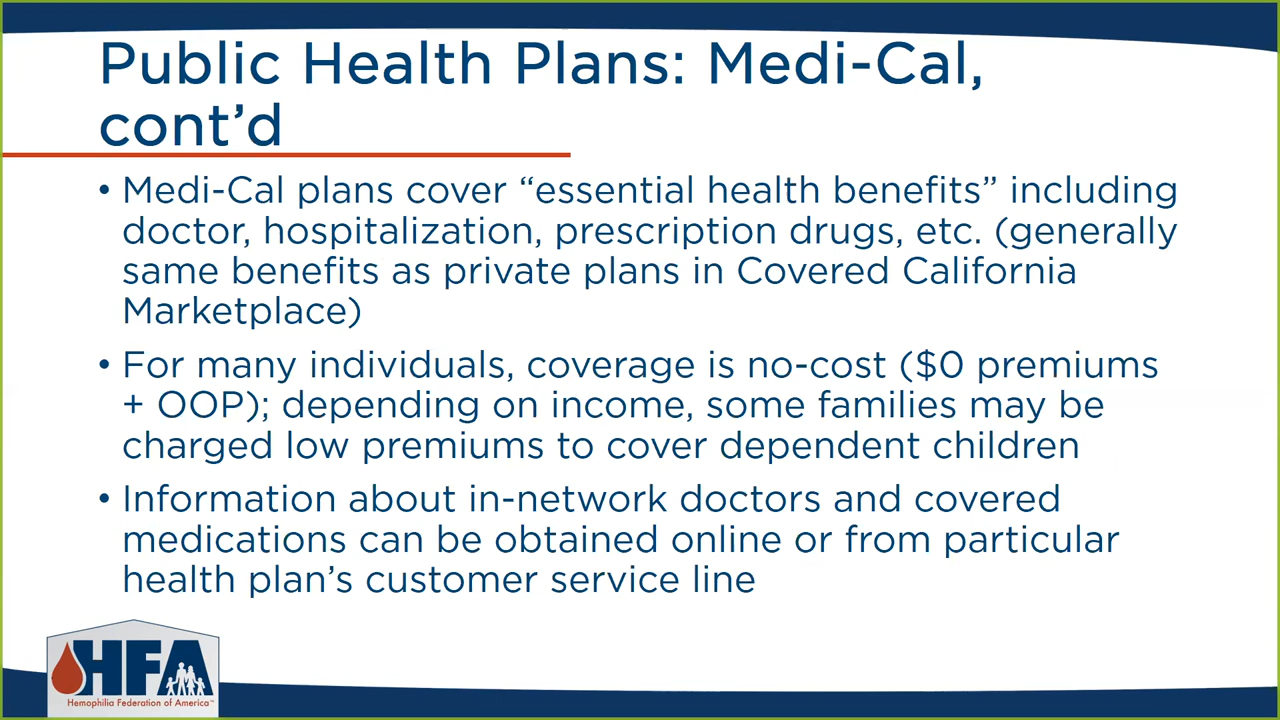 Public Health Plans: Medi-Cal,
cont’d
• Medi-Cal plans cover “essential health benefits” including
doctor, hospitalization, prescription drugs, etc. (generally
same benefits as private plans in Covered California
Marketplace)
• For many individuals, coverage is no-cost ($0 premiums
+ OOP); depending on income, some families may be
charged low premiums to cover dependent children
• Information about in-network doctors and covered
medications can be obtained online or from particular
health plan’s customer service line
HFA
Hemophilia Federation of America™